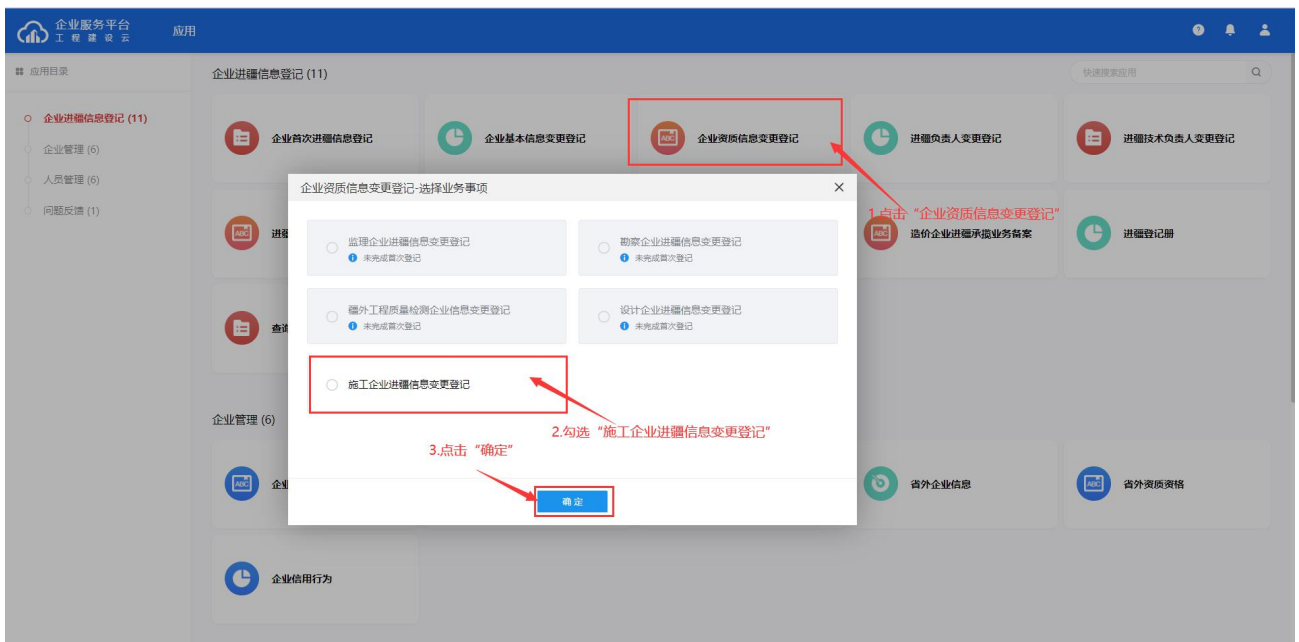 企业服务平台
工程建设云
应用
应用目录
企业进疆信息登记 (11)
企业管理 (6)
人员管理 (6)
问题反馈 (1)
企业进疆信息登记 (11)
快速搜索应用
企业首次进疆信息登记
企业基本信息变更登记
企业资质信息变更登记
进疆负责人变更登记
进疆技术负责人变更登记
企业资质信息变更登记-选择业务事项
1.点击“企业资质信息变更登记”
进疆
造价企业进疆承揽业务备案
进疆登记册
监理企业进疆信息变更登记
未完成首次登记
勘察企业进疆信息变更登记
未完成首次登记
疆外工程质量检测企业信息变更登记
未完成首次登记
设计企业进疆信息变更登记
未完成首次登记
查询
施工企业进疆信息变更登记
2.勾选“施工企业进疆信息变更登记”
企业管理 (6)
3.点击“确定”
确定
企业
省外企业信息
省外资质资格
企业信用行为